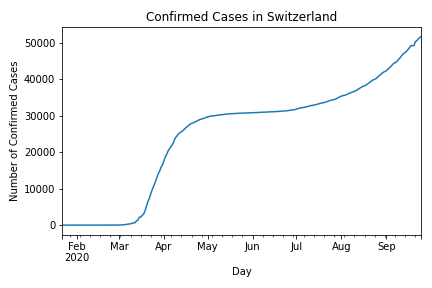 Confirmed Cases in Switzerland
Number of Confirmed Cases
50000
40000
30000
20000
10000
0
Feb Mar Apr May Jun Jul Aug Sep
2020
Day